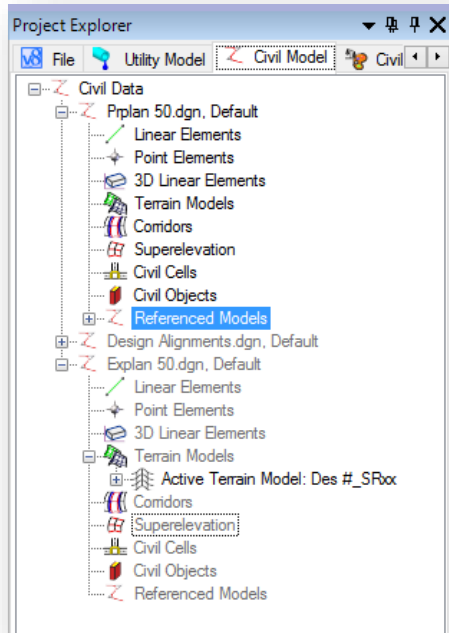 Project Explorer
V8 File Utility Model Civil Model Civil
Civil Data
Prplan 50.dgn, Default
Linear Elements
Point Elements
3D Linear Elements
Terrain Models
Corridors
Superelevation
Civil Cells
Civil Objects
Referenced Models
Design Alignments.dgn, Default
Explan 50.dgn, Default
Linear Elements
Point Elements
3D Linear Elements
Terrain Models
Active Terrain Model: Des #_SRxx
Corridors
Superelevation
Civil Cells
Civil Objects
Referenced Models